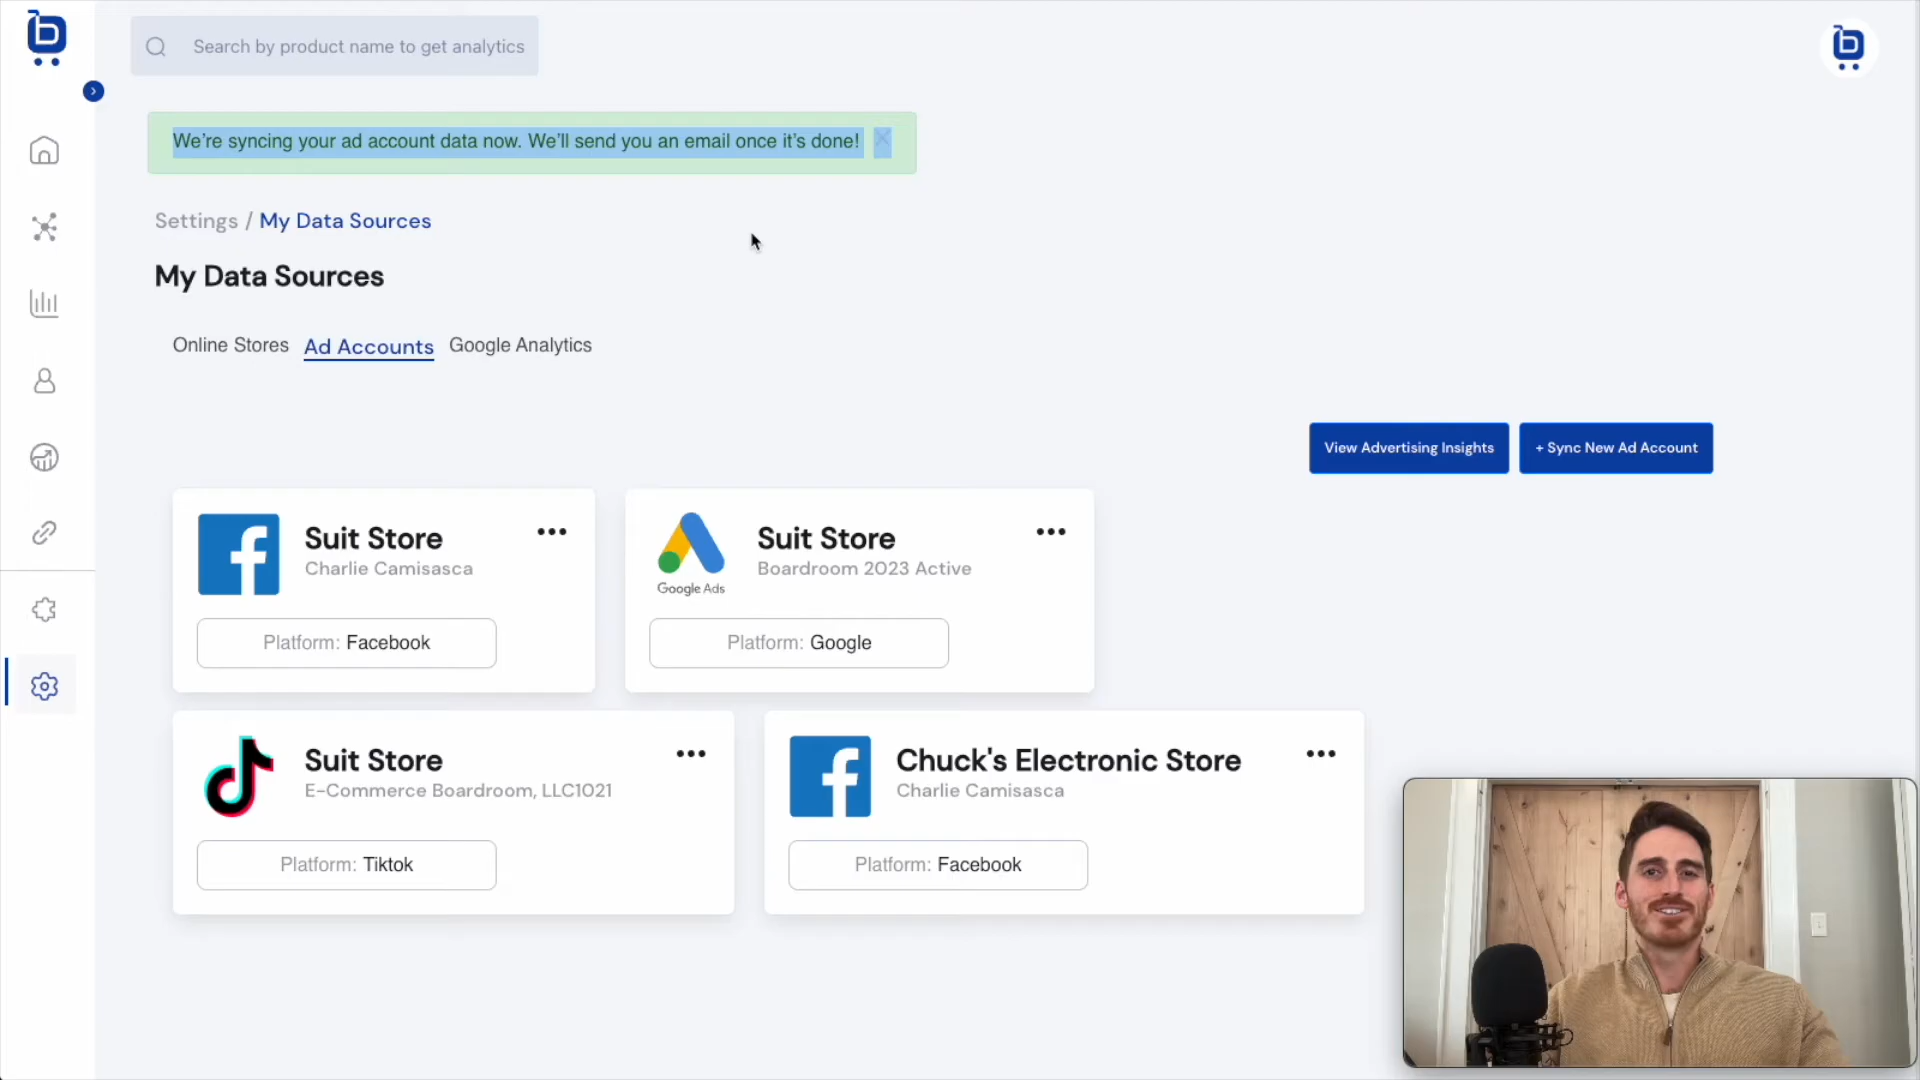 Search by product name to get analytics
We’re syncing your ad account data now. We’ll send you an email once it’s done!
Settings / My Data Sources
My Data Sources
Online Stores Ad Accounts Google Analytics
View Advertising Insights + Sync New Ad Account
Suit Store
Charlie Camisasca
Platform: Facebook
Google Ads
Suit Store
Boardroom 2023 Active
Platform: Google
Suit Store
E-Commerce Boardroom, LLC1021
Platform: Tiktok
Chuck's Electronic Store
Charlie Camisasca
Platform: Facebook